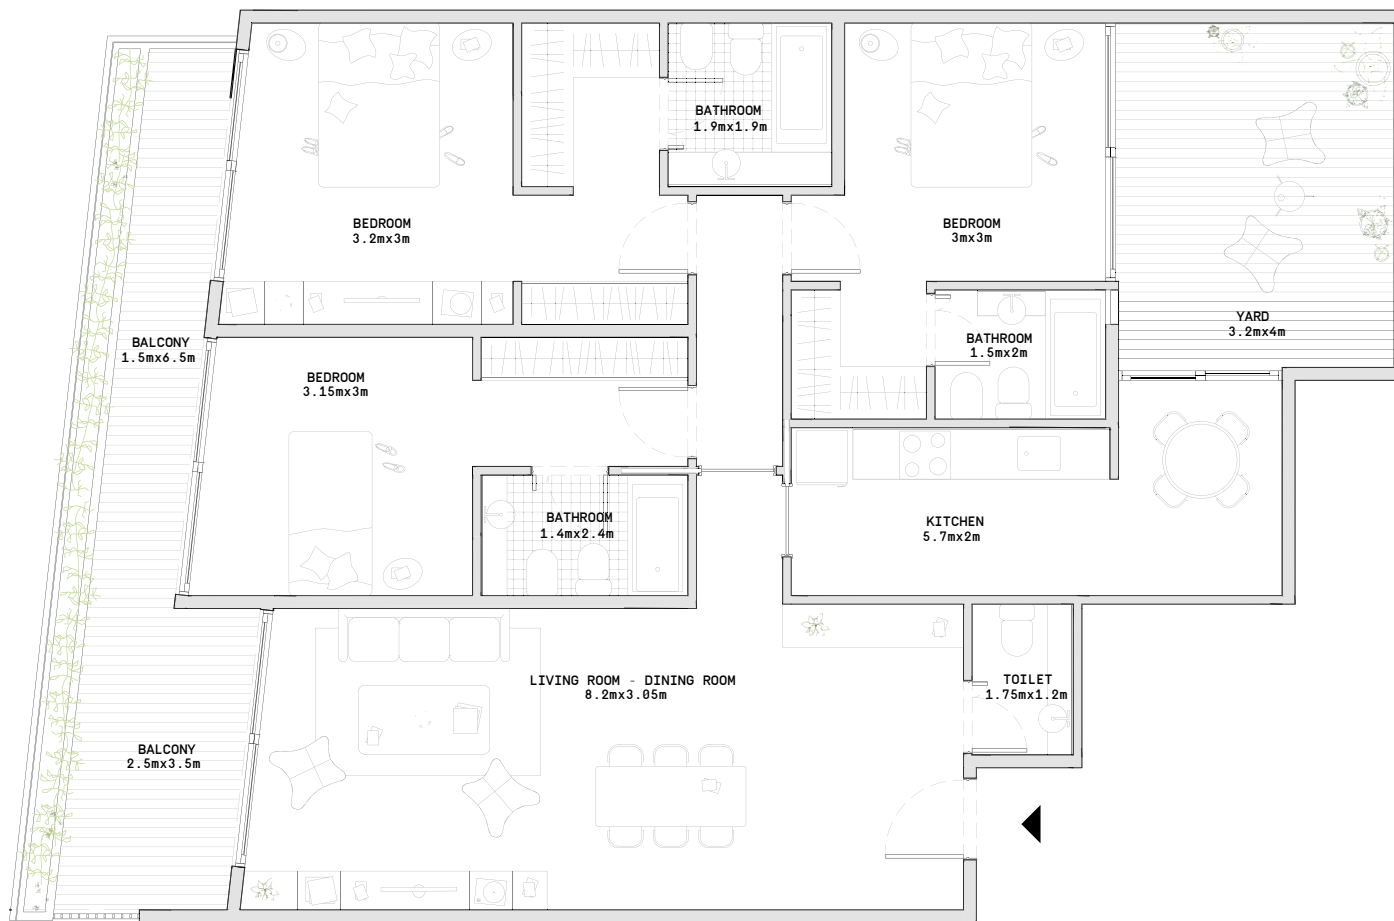 BATHROOM
1.9mx1.9m
BEDROOM
3.2mx3m
BEDROOM
3mx3m
YARD
3.2mx4m
BALCONY
1.5mx6.5m
BATHROOM
1.5mx2m
BEDROOM
3.15mx3m
BATHROOM
1.4mx2.4m
KITCHEN
5.7mx2m
LIVING ROOM - DINING ROOM
8.2mx3.05m
TOILET
1.75mx1.2m
BALCONY
2.5mx3.5m